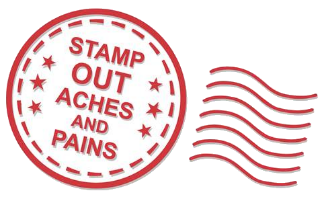 STAMP
OUT
ACHES
AND
PAINS